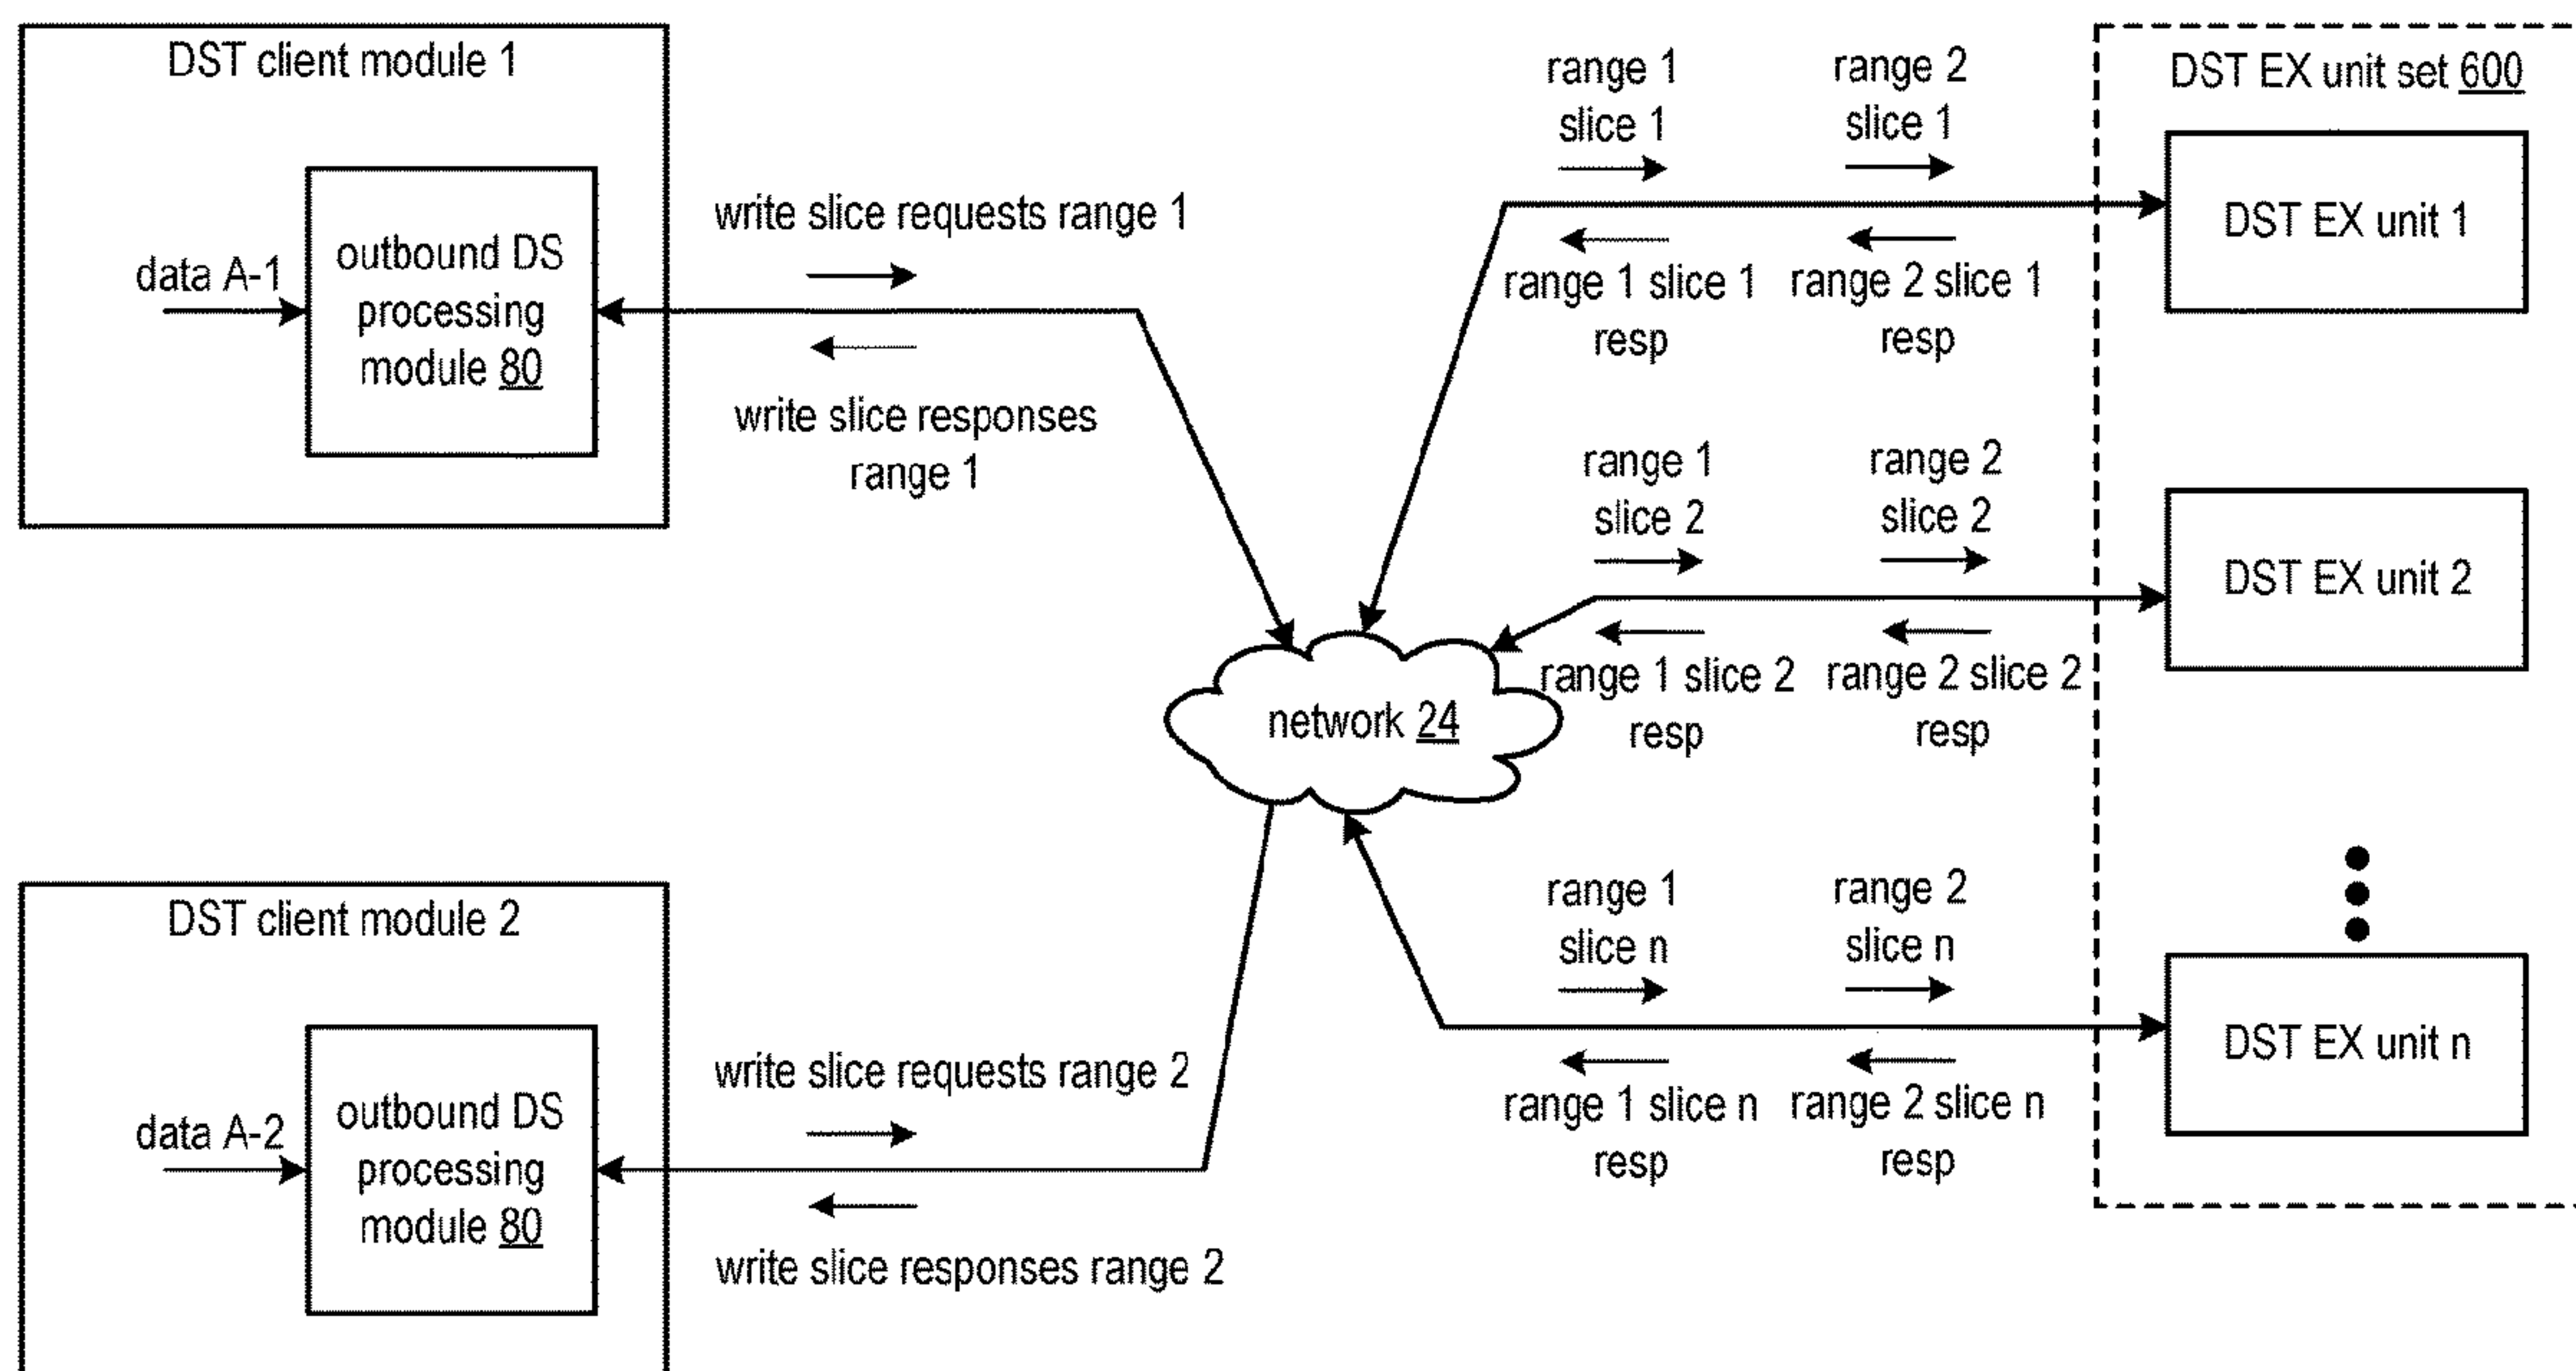 DST client module 1
data A-1
outbound DS
processing
module 80
write slice requests range 1
write slice responses
range 1
range 1
slice 1
range 2
slice 1
range 1 slice 1
resp
range 2 slice 1
resp
DST EX unit set 600
DST EX unit 1
range 1
slice 2
range 2
slice 2
range 1 slice 2
resp
range 2 slice 2
resp
DST EX unit 2
network 24
DST client module 2
data A-2
outbound DS
processing
module 80
write slice requests range 2
write slice responses range 2
range 1
slice n
range 2
slice n
range 1 slice n
resp
range 2 slice n
resp
DST EX unit n